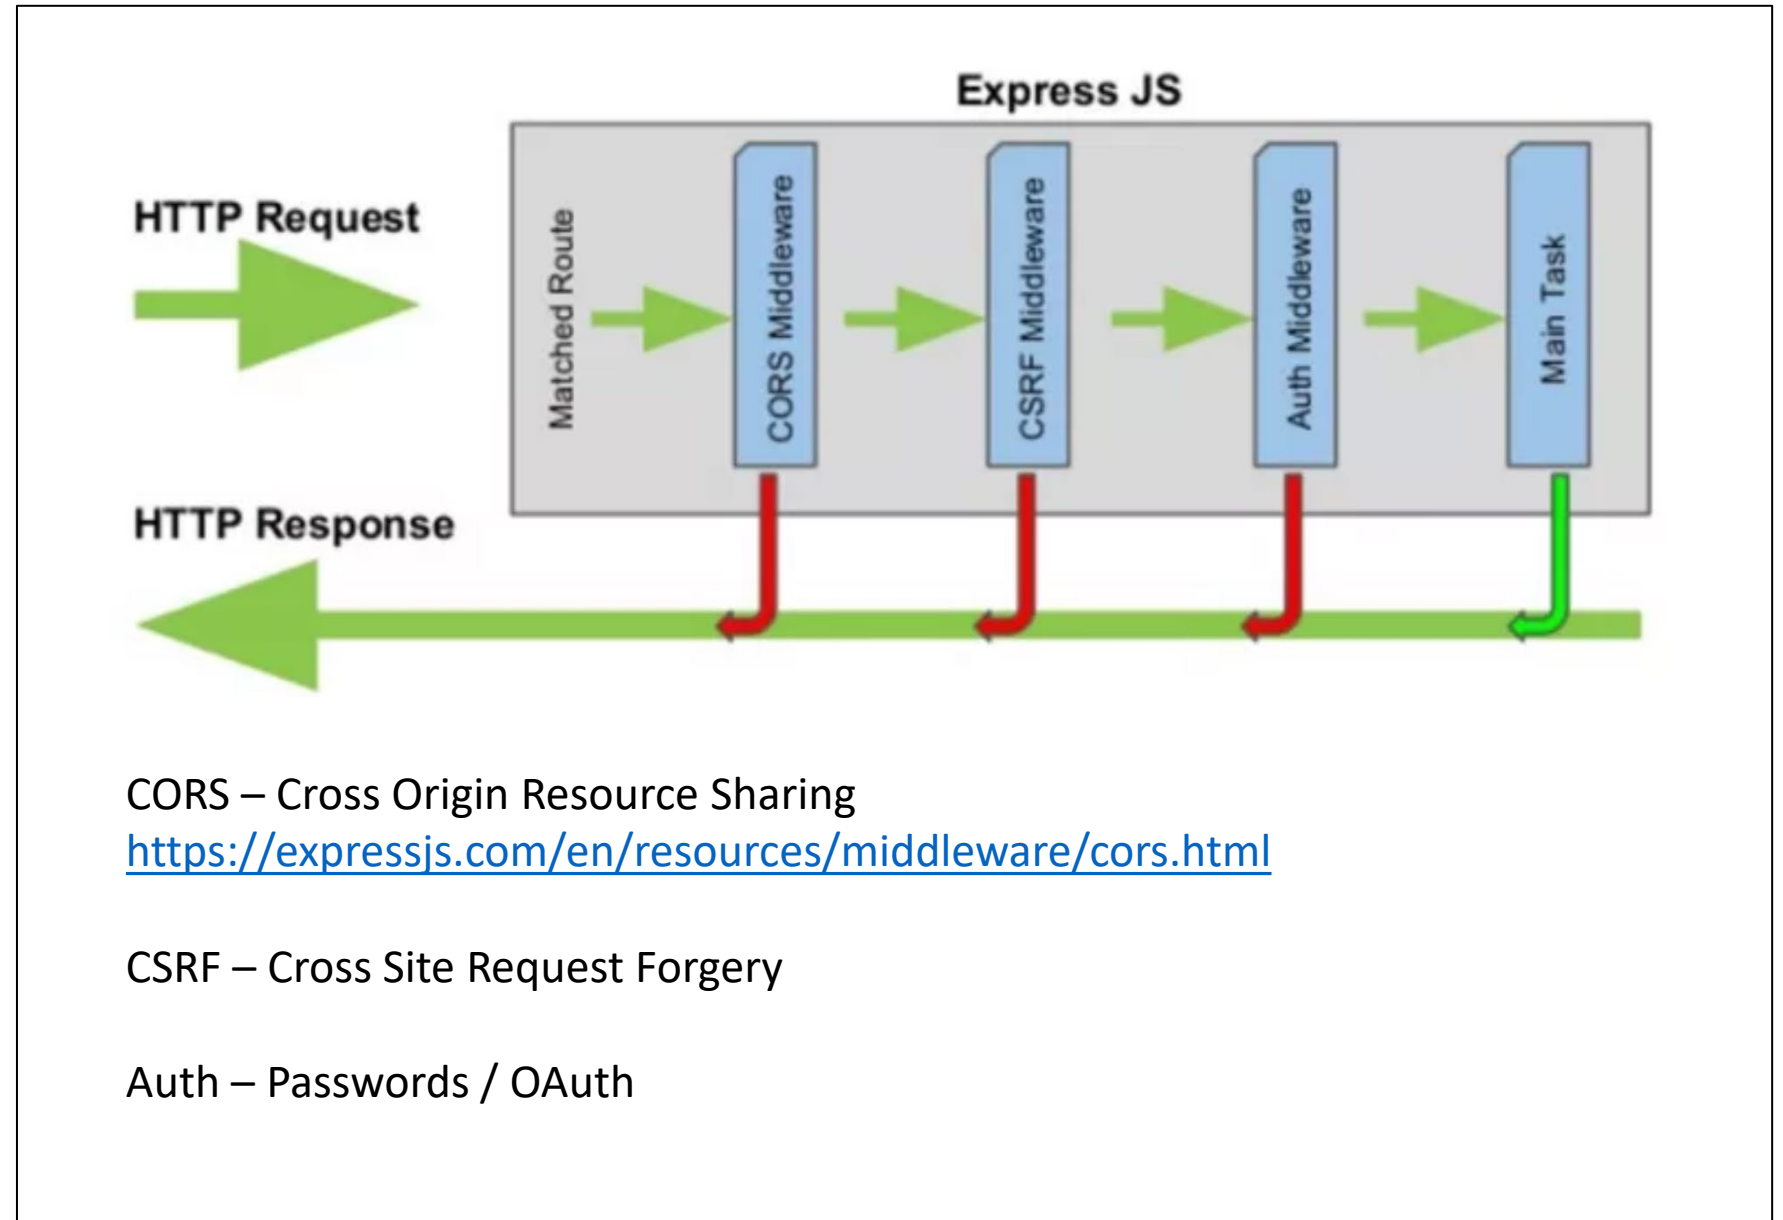 Express JS
HTTP Request
Matched Route
CORS Middleware
CSRF Middleware
Auth Middleware
Main Task
HTTP Response
CORS – Cross Origin Resource Sharing
https://expressjs.com/en/resources/middleware/cors.html
CSRF – Cross Site Request Forgery
Auth – Passwords / OAuth